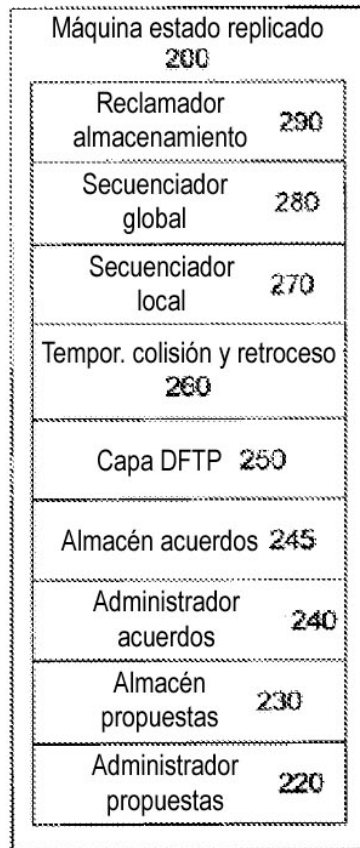 Máquina estado replicado
200
Reclamador
almacenamiento 290
Secuenciador
global 280
Secuenciador
local 270
Tempor. colisión y retroceso
260
Capa DFTP 250
Almacén acuerdos 245
Administrador
acuerdos 240
Almacén
propuestas 230
Administrador
propuestas 220